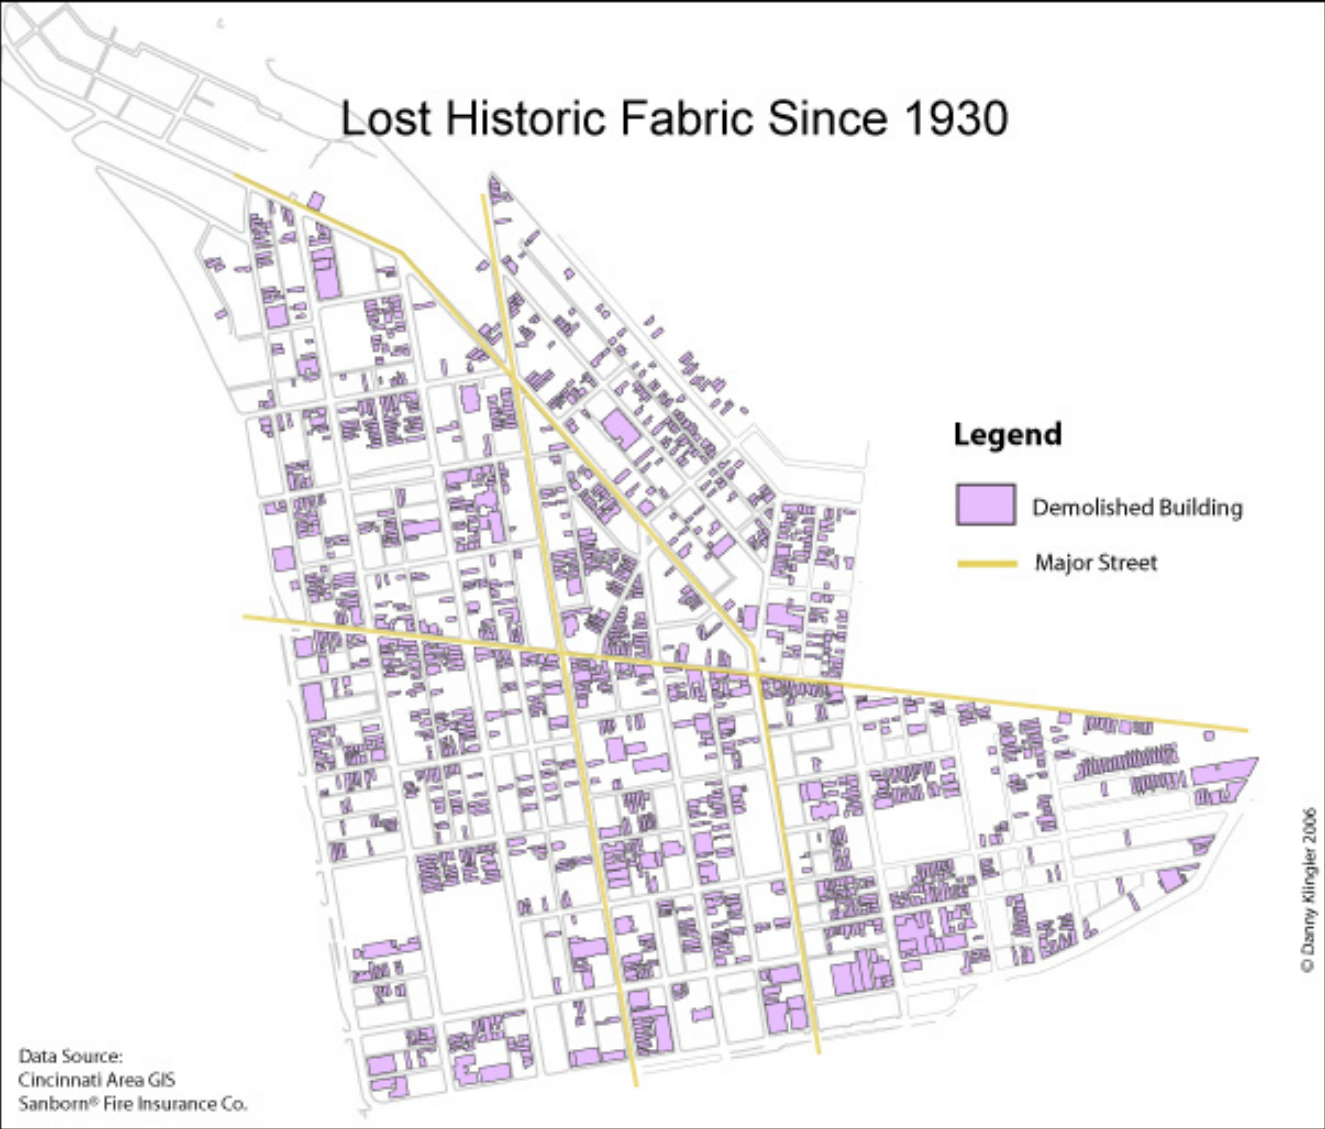 Lost Historic Fabric Since 1930
Legend
Demolished Building
Major Street
© Danny Klingler 2006
Data Source:
Cincinnati Area GIS
Sanborn® Fire Insurance Co.